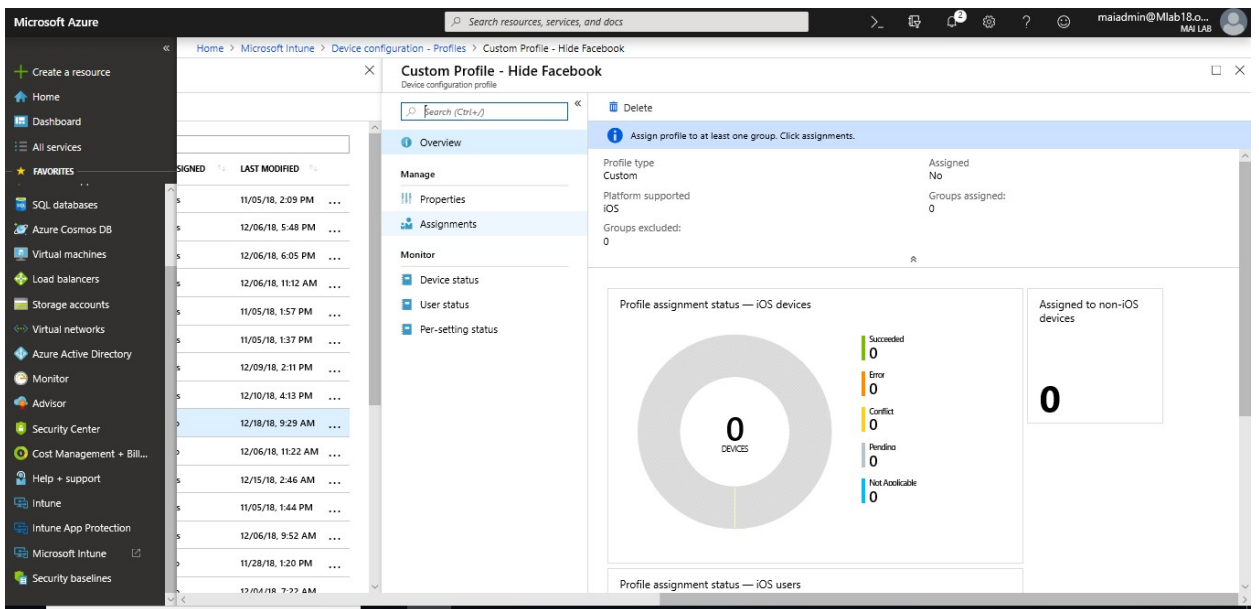 Microsoft Azure
Search resources, services, and docs
2
maiadmin@Mlab18.o...
MAI LAB
Home > Microsoft Intune > Device configuration - Profiles > Custom Profile - Hide Facebook
Create a resource
Home
Dashboard
All services
FAVORITES
SQL databases
Azure Cosmos DB
Virtual machines
Load balancers
Storage accounts
Virtual networks
Azure Active Directory
Monitor
Advisor
Security Center
Cost Management + Bill...
Help + support
Intune
Intune App Protection
Microsoft Intune
Security baselines
SIGNED LAST MODIFIED
s 11/05/18, 2:09 PM ...
s 12/06/18, 5:48 PM ...
s 12/06/18, 6:05 PM ...
s 12/06/18, 11:12 AM ...
s 11/05/18, 1:57 PM ...
s 11/05/18, 1:37 PM ...
s 12/09/18, 2:11 PM ...
s 12/10/18, 4:13 PM ...
12/18/18, 9:29 AM ...
12/06/18, 11:22 AM ...
s 12/15/18, 2:46 AM ...
s 11/05/18, 1:44 PM ...
s 12/06/18, 9:52 AM ...
11/28/18, 1:20 PM ...
12/04/18, 7:22 AM
Custom Profile - Hide Facebook
Device configuration profile
Search (Ctrl+/)
Overview
Manage
Properties
Assignments
Monitor
Device status
User status
Per-setting status
Delete
Assign profile to at least one group. Click assignments.
Profile type
Custom
Assigned
No
Platform supported
iOS
Groups assigned:
0
Groups excluded:
0
Profile assignment status — iOS devices
0
DEVICES
Succeeded
0
Error
0
Conflict
0
Pending
0
Not Applicable
0
Assigned to non-iOS
devices
0
Profile assignment status — iOS users